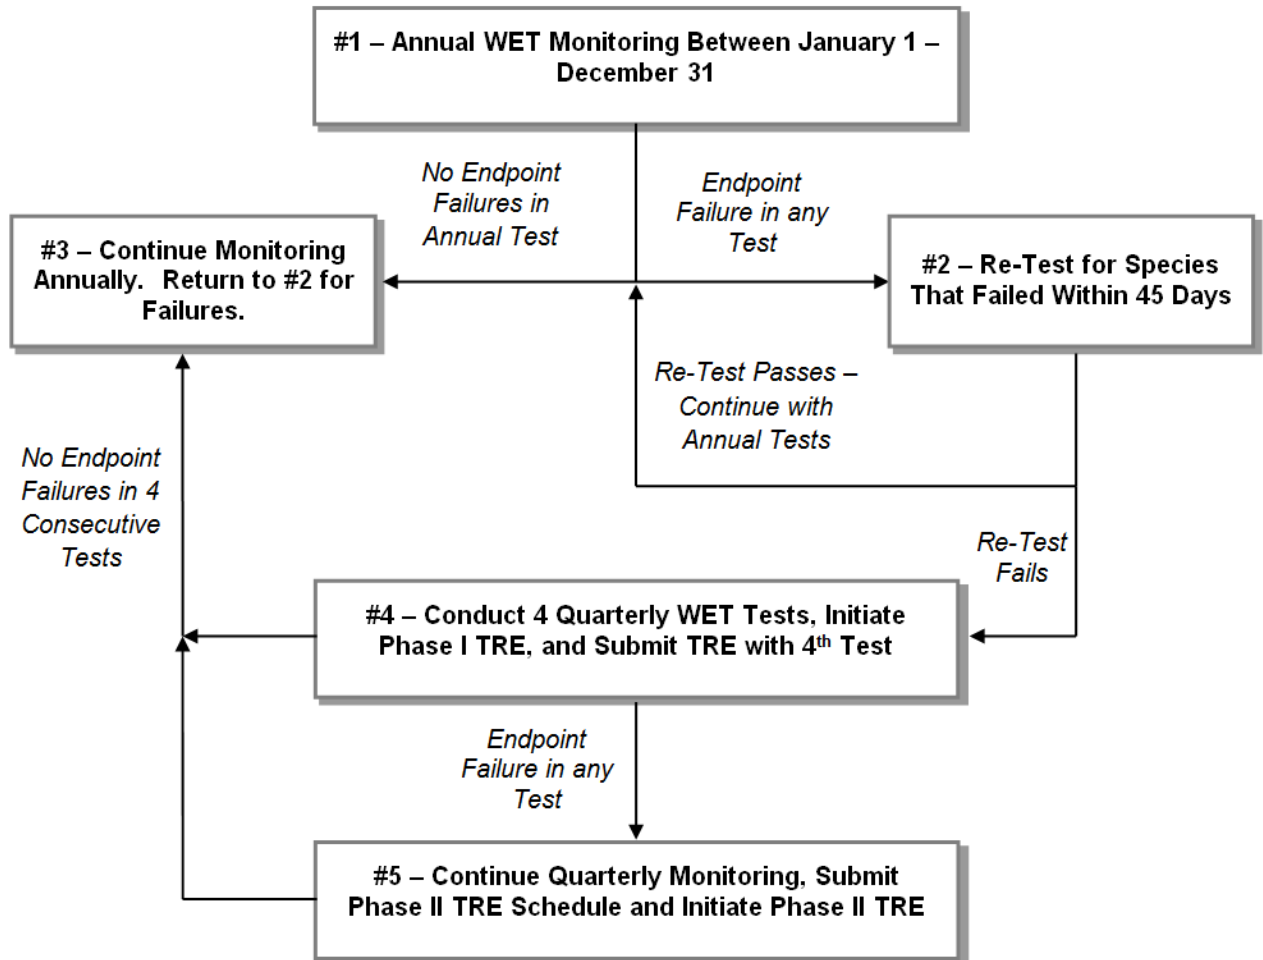 #1 – Annual WET Monitoring Between January 1 –
December 31
No Endpoint
Failures in
Annual Test
Endpoint
Failure in any
Test
#3 – Continue Monitoring
Annually.  Return to #2 for
Failures.
#2 – Re-Test for Species
That Failed Within 45 Days
Re-Test Passes –
Continue with
Annual Tests
No Endpoint
Failures in 4
Consecutive
Tests
Re-Test
Fails
#4 – Conduct 4 Quarterly WET Tests, Initiate
Phase I TRE, and Submit TRE with 4th Test
Endpoint
Failure in any
Test
#5 – Continue Quarterly Monitoring, Submit
Phase II TRE Schedule and Initiate Phase II TRE